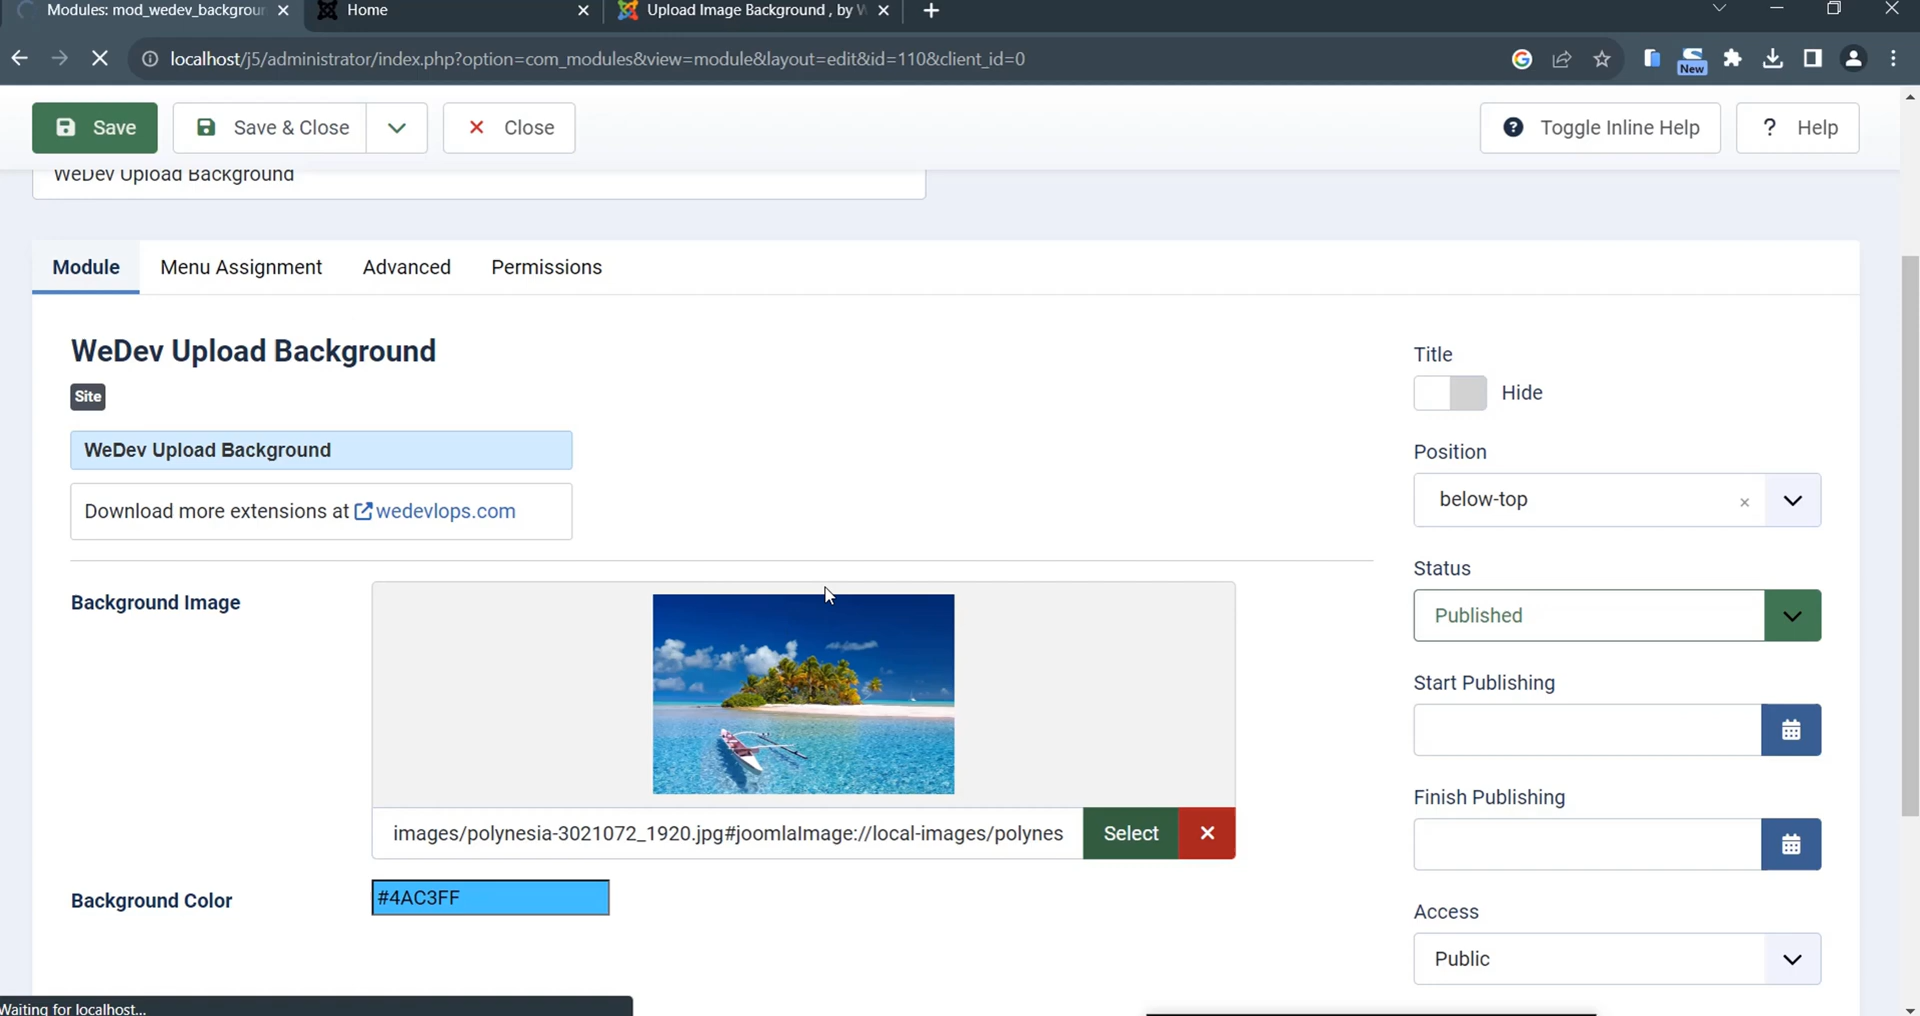 Modules: mod_wedev_backgroun
Home
Upload Image Background , by W
localhost/j5/administrator/index.php?option=com_modules&view=module&layout=edit&id=110&client_id=0
New
Save
Save & Close
Close
Toggle Inline Help
? Help
WeDev Upload Background
Module
Menu Assignment
Advanced
Permissions
WeDev Upload Background
Site
WeDev Upload Background
Download more extensions at wedevlops.com
Background Image
images/polynesia-3021072_1920.jpg#joomlaImage://local-images/polynes
Select
Background Color
#4AC3FF
Title
Hide
Position
below-top
Status
Published
Start Publishing
Finish Publishing
Access
Public
Waiting for localhost...